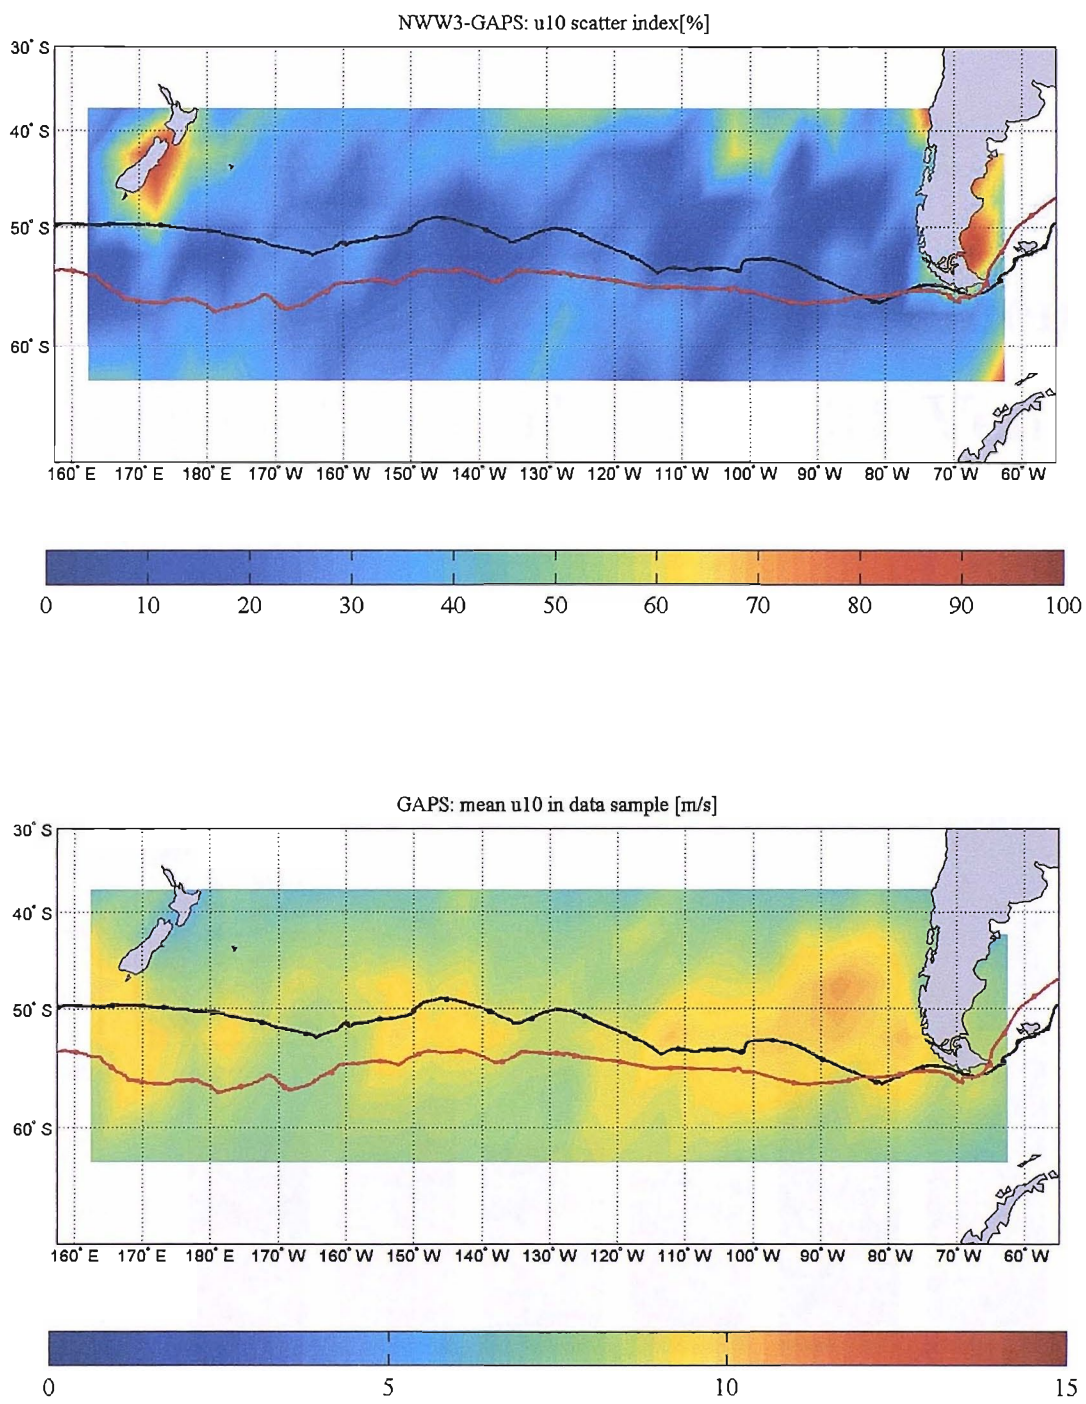 NWW3-GAPS: u10 scatter index[%]
30° S
40° S
50° S
60° S
160° E 170° E 180° E 170° W 160° W 150° W 140° W 130° W 120° W 110° W 100° W 90° W 80° W 70° W 60° W
0 10 20 30 40 50 60 70 80 90 100
GAPS: mean u10 in data sample [m/s]
30° S
40° S
50° S
60° S
160° E 170° E 180° E 170° W 160° W 150° W 140° W 130° W 120° W 110° W 100° W 90° W 80° W 70° W 60° W
0 5 10 15